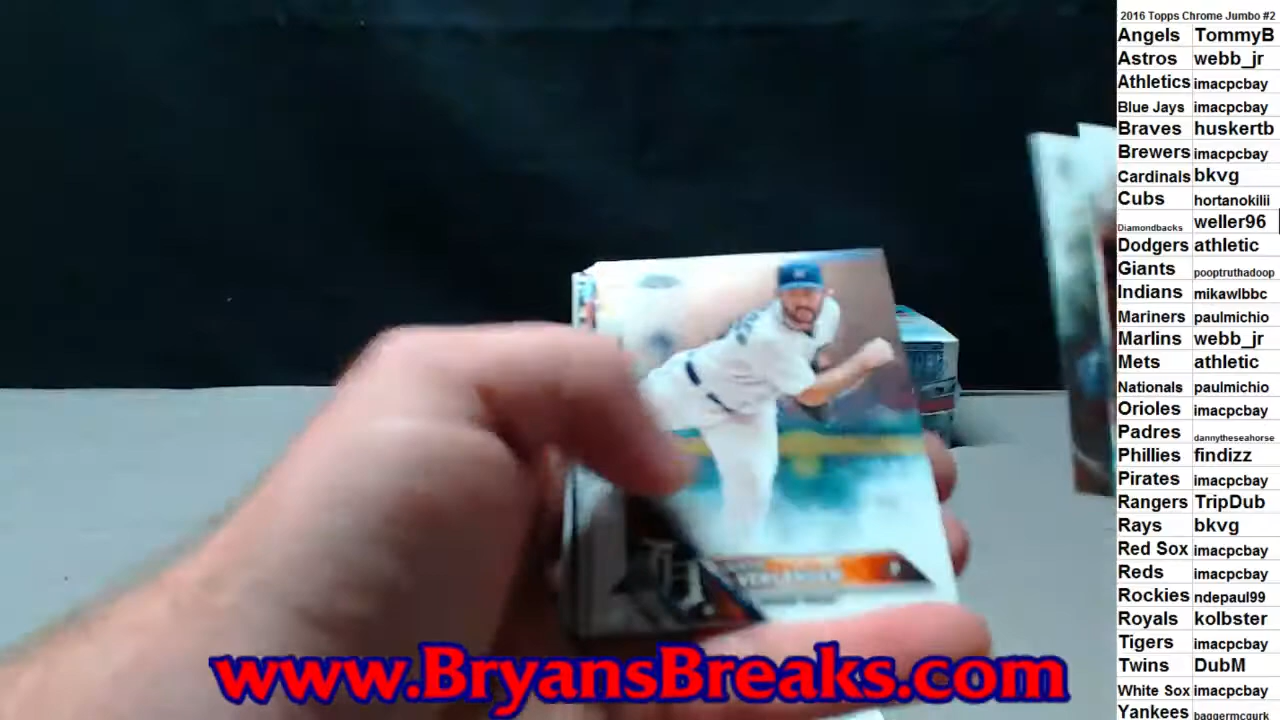 2016 Topps Chrome Jumbo #2
Angels TommyB
Astros webb_jr
Athletics imacpcbay
Blue Jays imacpcbay
Braves huskertb
Brewers imacpcbay
Cardinals bkvg
Cubs hortanokilii
Diamondbacks weller96
Dodgers athletic
Giants pooptruthadoop
Indians mikawlbbc
Mariners paulmichio
Marlins webb_jr
Mets athletic
Nationals paulmichio
Orioles imacpcbay
Padres dannytheseahorse
Phillies findizz
Pirates imacpcbay
Rangers TripDub
Rays bkvg
Red Sox imacpcbay
Reds imacpcbay
Rockies ndepaul99
Royals kolbster
Tigers imacpcbay
Twins DubM
White Sox imacpcbay
Yankees baggermcgurk
VERLANDER
www.BryansBreaks.com